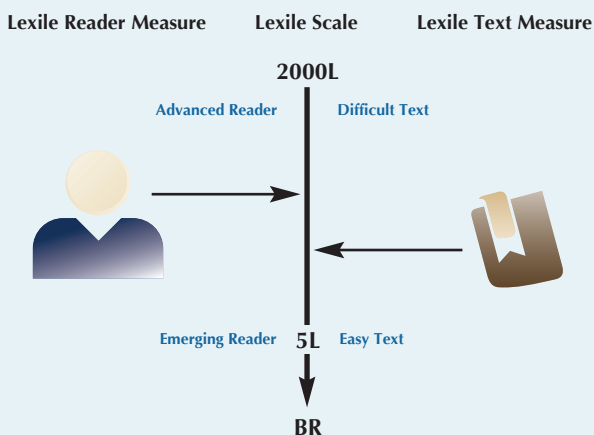 Lexile Reader Measure Lexile Scale Lexile Text Measure
2000L
Advanced Reader Difficult Text
Emerging Reader 5L Easy Text
BR